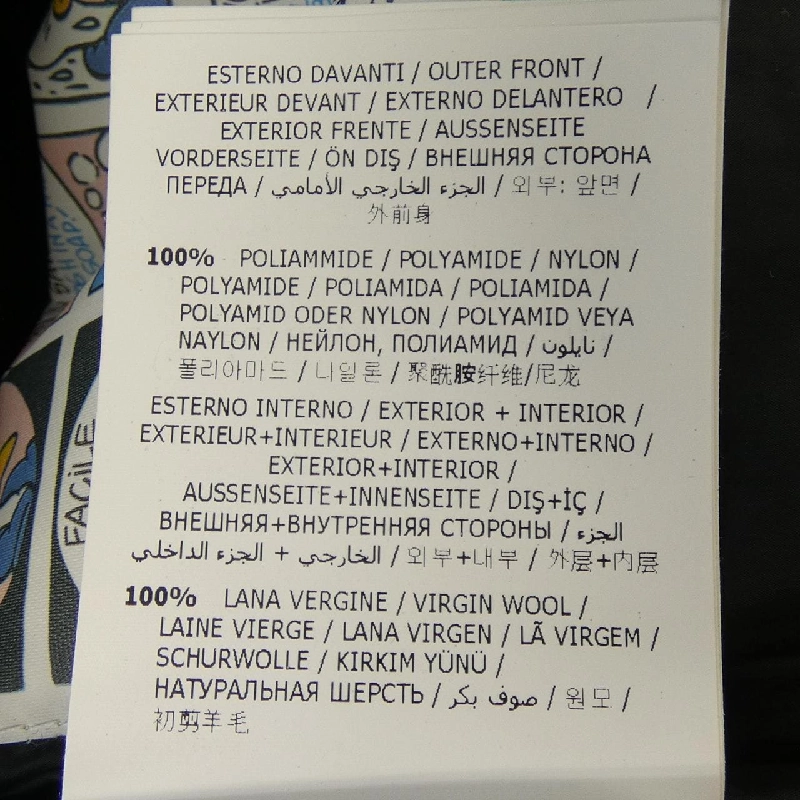 ESTERNO DAVANTI / OUTER FRONT /
EXTERIEUR DEVANT / EXTERNO DELANTERO /
EXTERIOR FRENTE / AUSSENSEITE
VORDERSEITE / ÖN DIŞ / ВНЕШНЯЯ СТОРОНА
ПЕРЕДА / الجزء الخارجي الأمامي / 외부: 앞면 /
外前身
100% POLIAMMIDE / POLYAMIDE / NYLON /
POLYAMIDE / POLIAMIDA / POLIAMIDA /
POLYAMID ODER NYLON / POLYAMID VEYA
NAYLON / НЕЙЛОН, ПОЛИАМИД / نايلون /
폴리아마드 / 나일론 / 聚酰胺纤维/尼龙
ESTERNO INTERNO / EXTERIOR + INTERIOR /
EXTERIEUR+INTERIEUR / EXTERNO+INTERNO /
EXTERIOR+INTERIOR /
AUSSENSEITE+INNENSEITE / DIŞ+İÇ /
ВНЕШНЯЯ+ВНУТРЕННЯЯ СТОРОНЫ / الجزء
الخارجي + الجزء الداخلي / 외부+내부 / 外层+内层
100% LANA VERGINE / VIRGIN WOOL /
LAINE VIERGE / LANA VIRGEN / LÃ VIRGEM /
SCHURWOLLE / KIRKIM YÜNÜ /
НАТУРАЛЬНАЯ ШЕРСТЬ / صوف بكر / 원모 /
初剪羊毛
FACILE
SOAP!